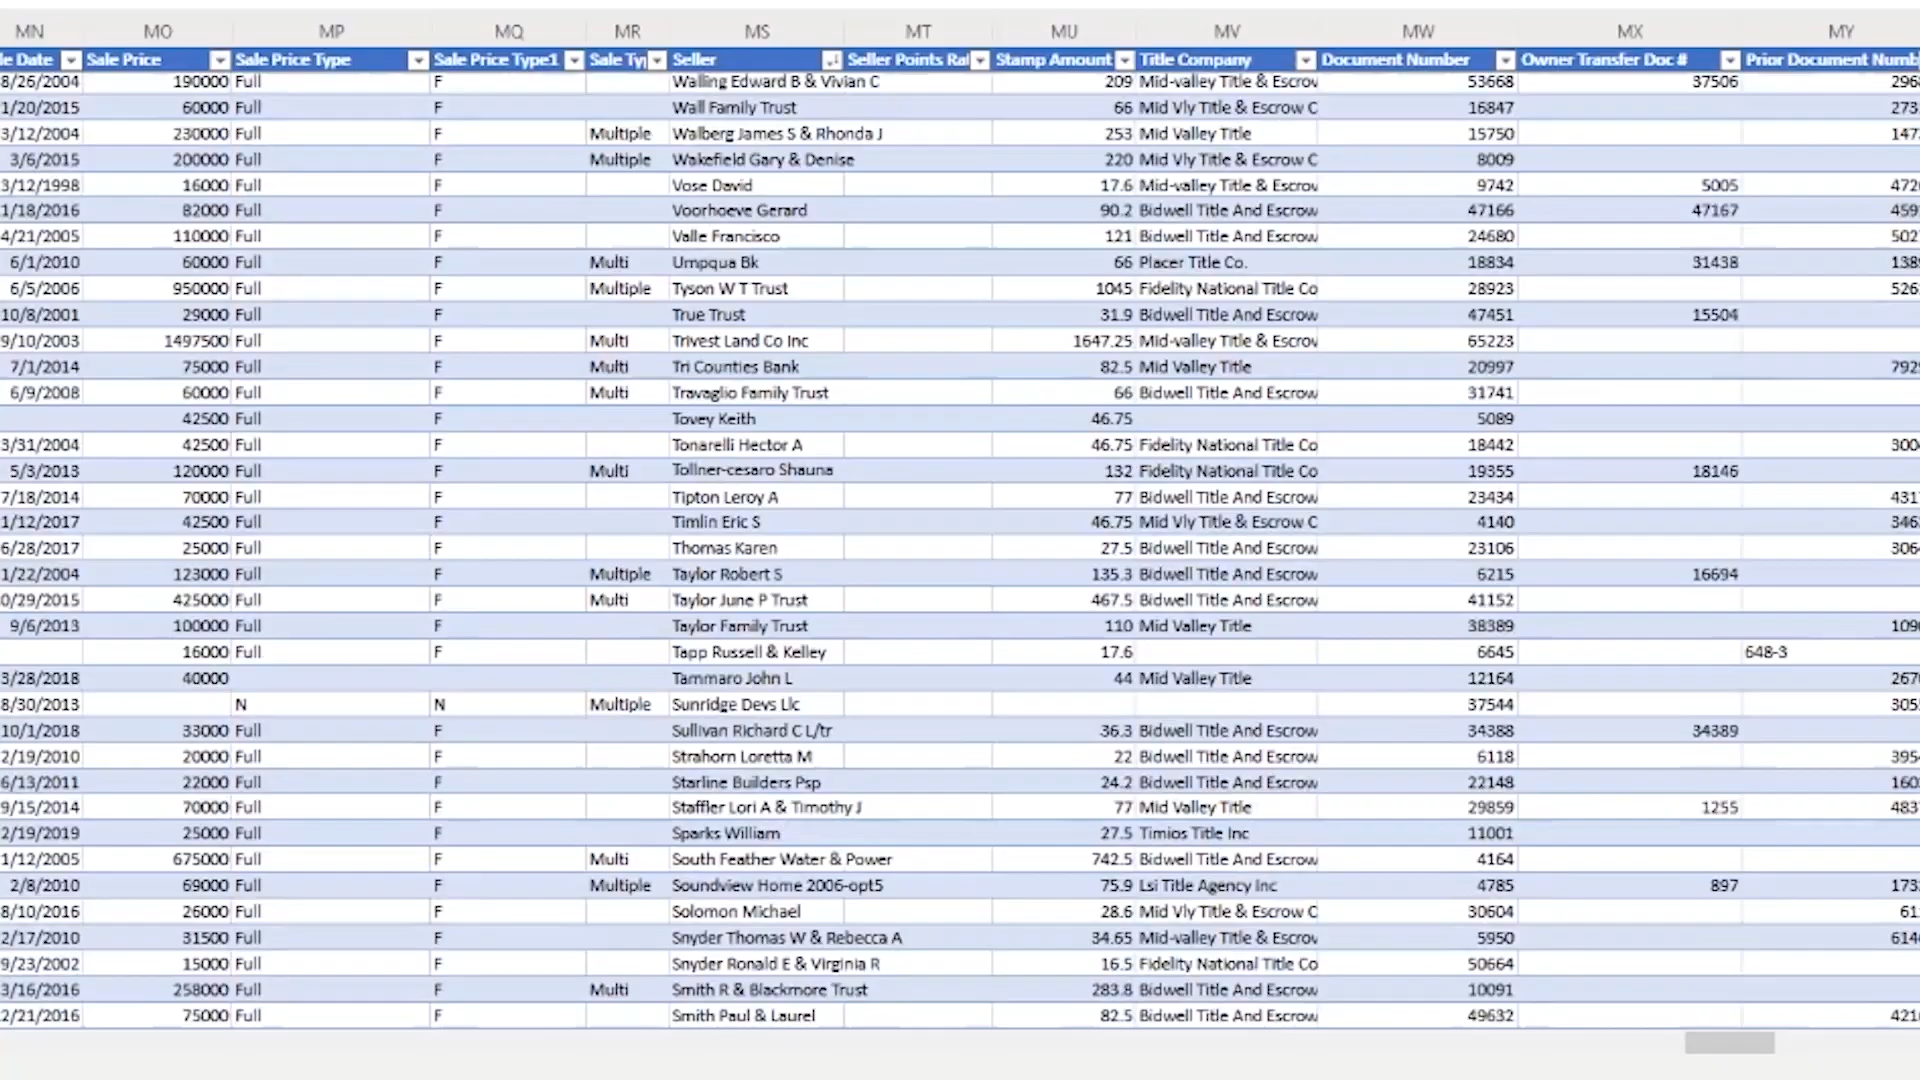 MN MO MP MQ MR MS MT MU MV MW MX MY
le Date Sale Price Sale Price Type Sale Price Type1 Sale Ty Seller Seller Points Ra Stamp Amount Title Company Document Number Owner Transfer Doc # Prior Document Numb
8/26/2004 190000 Full F Walling Edward B & Vivian C 209 Mid-valley Title & Escrov 53668 37506 296
1/20/2015 60000 Full F Wall Family Trust 66 Mid Vly Title & Escrow C 16847 273
3/12/2004 230000 Full F Multiple Walberg James S & Rhonda J 253 Mid Valley Title 15750 147
3/6/2015 200000 Full F Multiple Wakefield Gary & Denise 220 Mid Vly Title & Escrow C 8009
3/12/1998 16000 Full F Vose David 17.6 Mid-valley Title & Escrov 9742 5005 472
1/18/2016 82000 Full F Voorhoeve Gerard 90.2 Bidwell Title And Escrow 47166 47167 459
4/21/2005 110000 Full F Valle Francisco 121 Bidwell Title And Escrow 24680 502
6/1/2010 60000 Full F Multi Umpqua Bk 66 Placer Title Co. 18834 31438 138
6/5/2006 950000 Full F Multiple Tyson W T Trust 1045 Fidelity National Title Co 28923 526
10/8/2001 29000 Full F True Trust 31.9 Bidwell Title And Escrow 47451 15504
9/10/2003 1497500 Full F Multi Trivest Land Co Inc 1647.25 Mid-valley Title & Escrov 65223
7/1/2014 75000 Full F Multi Tri Counties Bank 82.5 Mid Valley Title 20997 792
6/9/2008 60000 Full F Multi Travaglio Family Trust 66 Bidwell Title And Escrow 31741
42500 Full F Tovey Keith 46.75 5089
3/31/2004 42500 Full F Tonarelli Hector A 46.75 Fidelity National Title Co 18442 300
5/3/2013 120000 Full F Multi Tollner-cesaro Shauna 132 Fidelity National Title Co 19355 18146
7/18/2014 70000 Full F Tipton Leroy A 77 Bidwell Title And Escrow 23434 431
1/12/2017 42500 Full F Timlin Eric S 46.75 Mid Vly Title & Escrow C 4140 346
6/28/2017 25000 Full F Thomas Karen 27.5 Bidwell Title And Escrow 23106 306
1/22/2004 123000 Full F Multiple Taylor Robert S 135.3 Bidwell Title And Escrow 6215 16694
0/29/2015 425000 Full F Multi Taylor June P Trust 467.5 Bidwell Title And Escrow 41152
9/6/2013 100000 Full F Taylor Family Trust 110 Mid Valley Title 38389 109
16000 Full F Tapp Russell & Kelley 17.6 6645 648-3
3/28/2018 40000 Tammaro John L 44 Mid Valley Title 12164 267
8/30/2013 N N Multiple Sunridge Devs Llc 37544 305
10/1/2018 33000 Full F Sullivan Richard C L/tr 36.3 Bidwell Title And Escrow 34388 34389
2/19/2010 20000 Full F Strahorn Loretta M 22 Bidwell Title And Escrow 6118 395
6/13/2011 22000 Full F Starline Builders Psp 24.2 Bidwell Title And Escrow 22148 160
9/15/2014 70000 Full F Staffler Lori A & Timothy J 77 Mid Valley Title 29859 1255 483
2/19/2019 25000 Full F Sparks William 27.5 Timios Title Inc 11001
1/12/2005 675000 Full F Multi South Feather Water & Power 742.5 Bidwell Title And Escrow 4164
2/8/2010 69000 Full F Multiple Soundview Home 2006-opt5 75.9 Lsi Title Agency Inc 4785 897 173
8/10/2016 26000 Full F Solomon Michael 28.6 Mid Vly Title & Escrow C 30604 61
2/17/2010 31500 Full F Snyder Thomas W & Rebecca A 34.65 Mid-valley Title & Escrov 5950 614
9/23/2002 15000 Full F Snyder Ronald E & Virginia R 16.5 Fidelity National Title Co 50664
3/16/2016 258000 Full F Multi Smith R & Blackmore Trust 283.8 Bidwell Title And Escrow 10091
2/21/2016 75000 Full F Smith Paul & Laurel 82.5 Bidwell Title And Escrow 49632 421